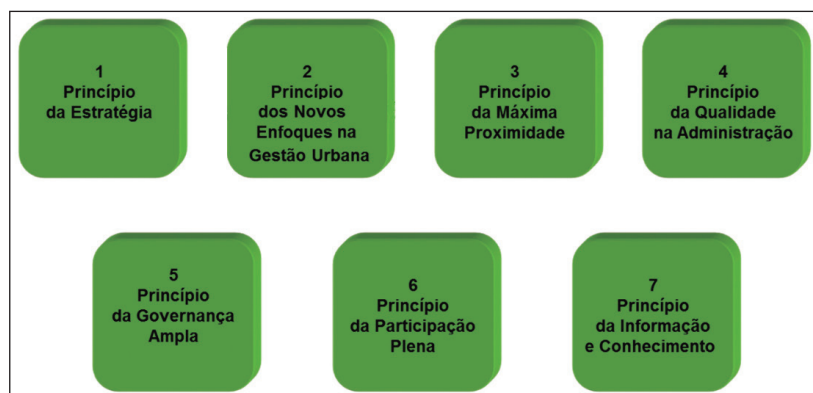 1
Princípio
da Estratégia
2
Princípio
dos Novos
Enfoques na
Gestão Urbana
3
Princípio
da Máxima
Proximidade
4
Princípio
da Qualidade
na Administração
5
Princípio
da Governança
Ampla
6
Princípio
da Participação
Plena
7
Princípio
da Informação
e Conhecimento